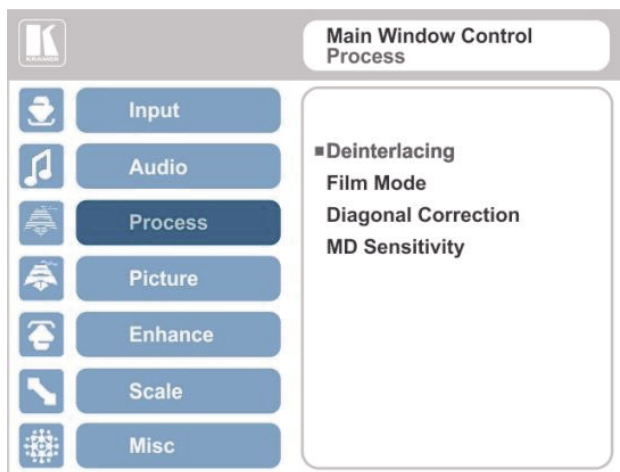 KRAMER
Main Window Control
Process
Input
Audio
Process
Picture
Enhance
Scale
Misc
Deinterlacing
Film Mode
Diagonal Correction
MD Sensitivity